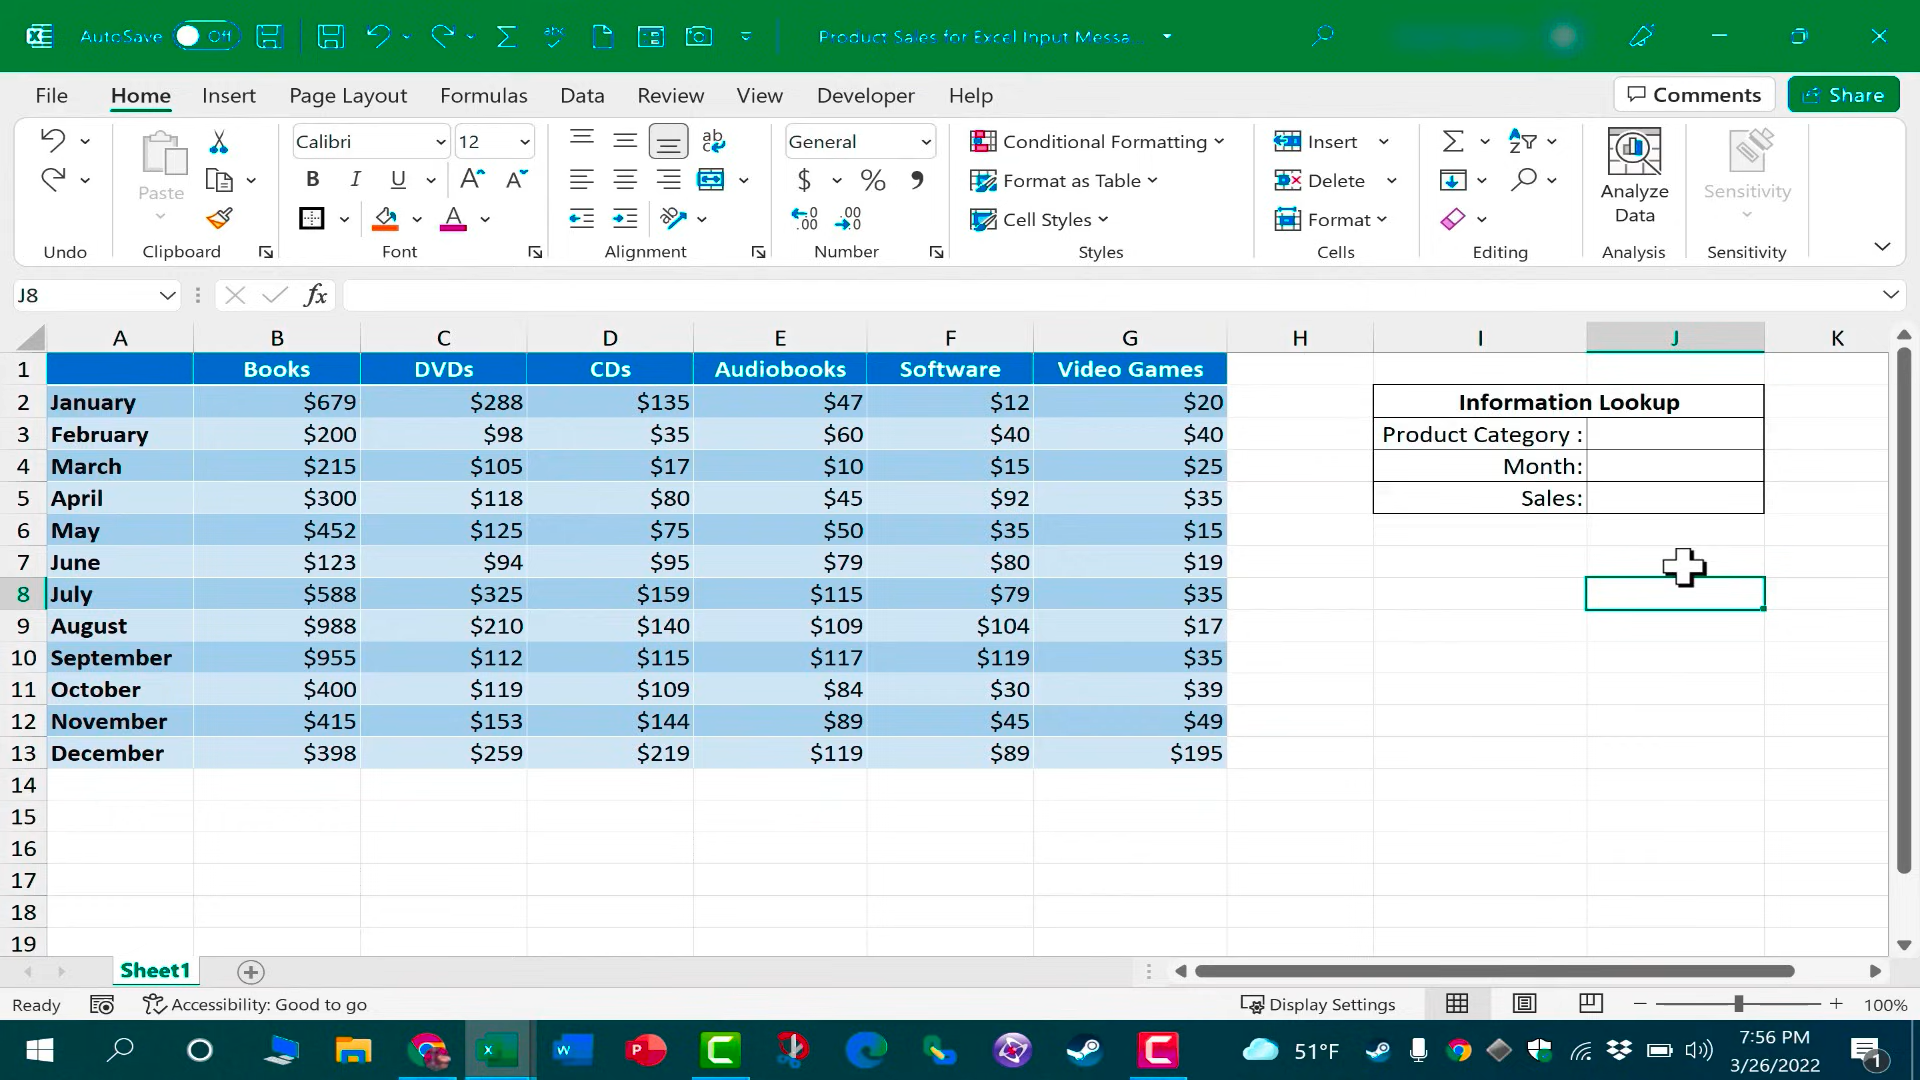 AutoSave Off Product Sales for Excel Input Messa...
File Home Insert Page Layout Formulas Data Review View Developer Help Comments Share
Calibri 12 General Conditional Formatting Insert
Paste B I U $ % Format as Table Delete Analyze Data Sensitivity
Cell Styles Format
Undo Clipboard Font Alignment Number Styles Cells Editing Analysis Sensitivity
J8 fx
A B C D E F G H I J K
1 Books DVDs CDs Audiobooks Software Video Games
2 January $679 $288 $135 $47 $12 $20 Information Lookup
3 February $200 $98 $35 $60 $40 $40 Product Category :
4 March $215 $105 $17 $10 $15 $25 Month:
5 April $300 $118 $80 $45 $92 $35 Sales:
6 May $452 $125 $75 $50 $35 $15
7 June $123 $94 $95 $79 $80 $19
8 July $588 $325 $159 $115 $79 $35
9 August $988 $210 $140 $109 $104 $17
10 September $955 $112 $115 $117 $119 $35
11 October $400 $119 $109 $84 $30 $39
12 November $415 $153 $144 $89 $45 $49
13 December $398 $259 $219 $119 $89 $195
14
15
16
17
18
19
Sheet1
Ready Accessibility: Good to go Display Settings 100%
51°F 7:56 PM
3/26/2022 1